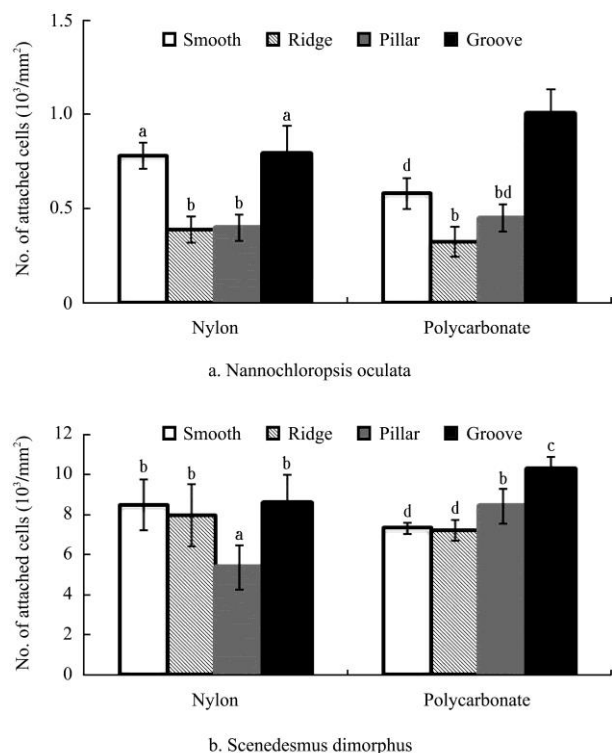 1.5
Smooth Ridge Pillar Groove
No. of attached cells (10³/mm²)
1.0
0.5
0
a
b
b
a
d
b
bd
Nylon Polycarbonate
a. Nannochloropsis oculata
12
Smooth Ridge Pillar Groove
No. of attached cells (10³/mm²)
10
8
6
4
2
0
b
b
a
b
d
d
b
c
Nylon Polycarbonate
b. Scenedesmus dimorphus